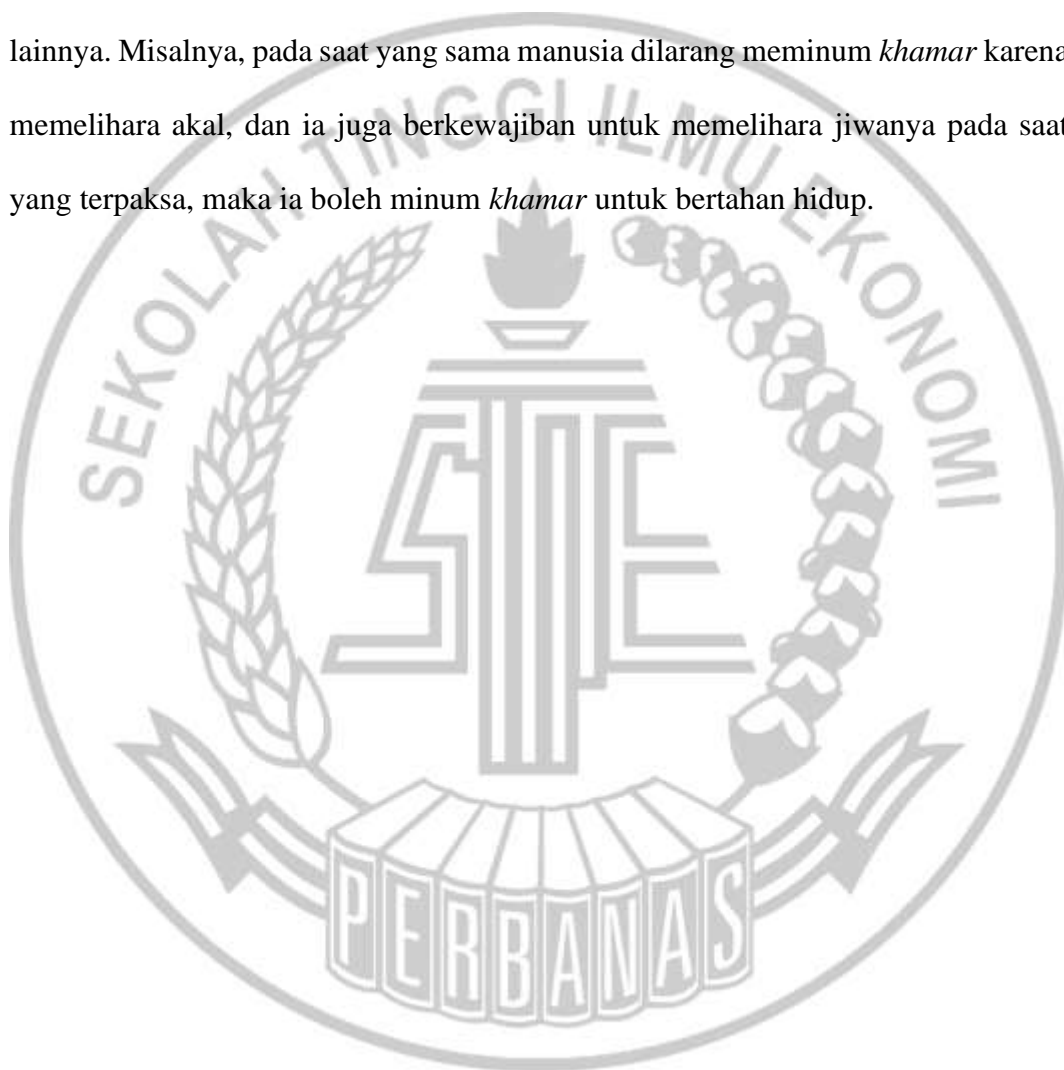 lainnya. Misalnya, pada saat yang sama manusia dilarang meminum khamar karena
memelihara akal, dan ia juga berkewajiban untuk memelihara jiwanya pada saat
yang terpaksa, maka ia boleh minum khamar untuk bertahan hidup.
SEKOLAH TINGGI ILMU EKONOMI
STIE
PERBANAS